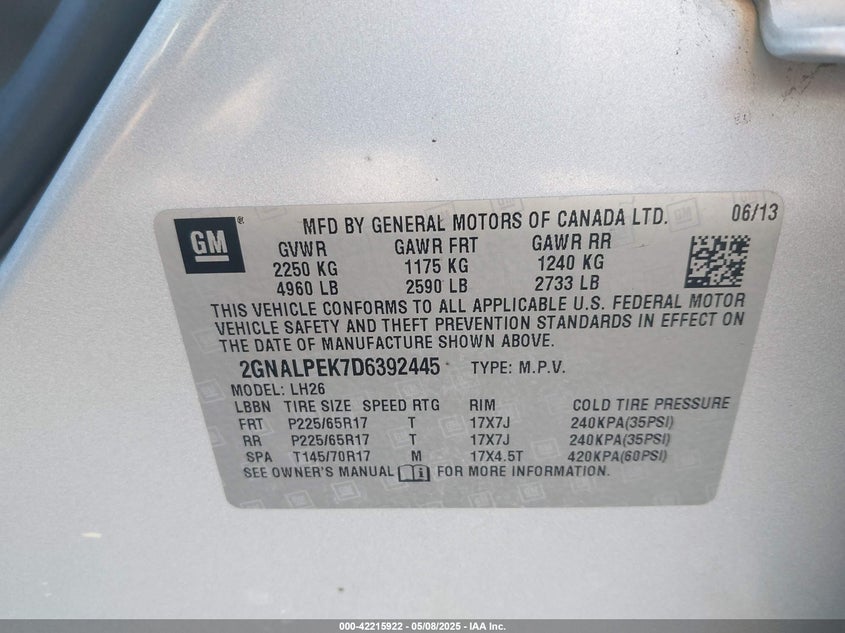 GM®
MFD BY GENERAL MOTORS OF CANADA LTD. 06/13
GVWR GAWR FRT GAWR RR
2250 KG 1175 KG 1240 KG
4960 LB 2590 LB 2733 LB
THIS VEHICLE CONFORMS TO ALL APPLICABLE U.S. FEDERAL MOTOR
VEHICLE SAFETY AND THEFT PREVENTION STANDARDS IN EFFECT ON
THE DATE OF MANUFACTURE SHOWN ABOVE.
2GNALPEK7D6392445 TYPE: M.P.V.
MODEL: LH26
LBBN TIRE SIZE SPEED RTG RIM COLD TIRE PRESSURE
FRT P225/65R17 T 17X7J 240KPA(35PSI)
RR P225/65R17 T 17X7J 240KPA(35PSI)
SPA T145/70R17 M 17X4.5T 420KPA(60PSI)
SEE OWNER'S MANUAL FOR MORE INFORMATION.
000-42215922 - 05/08/2025 - IAA Inc.